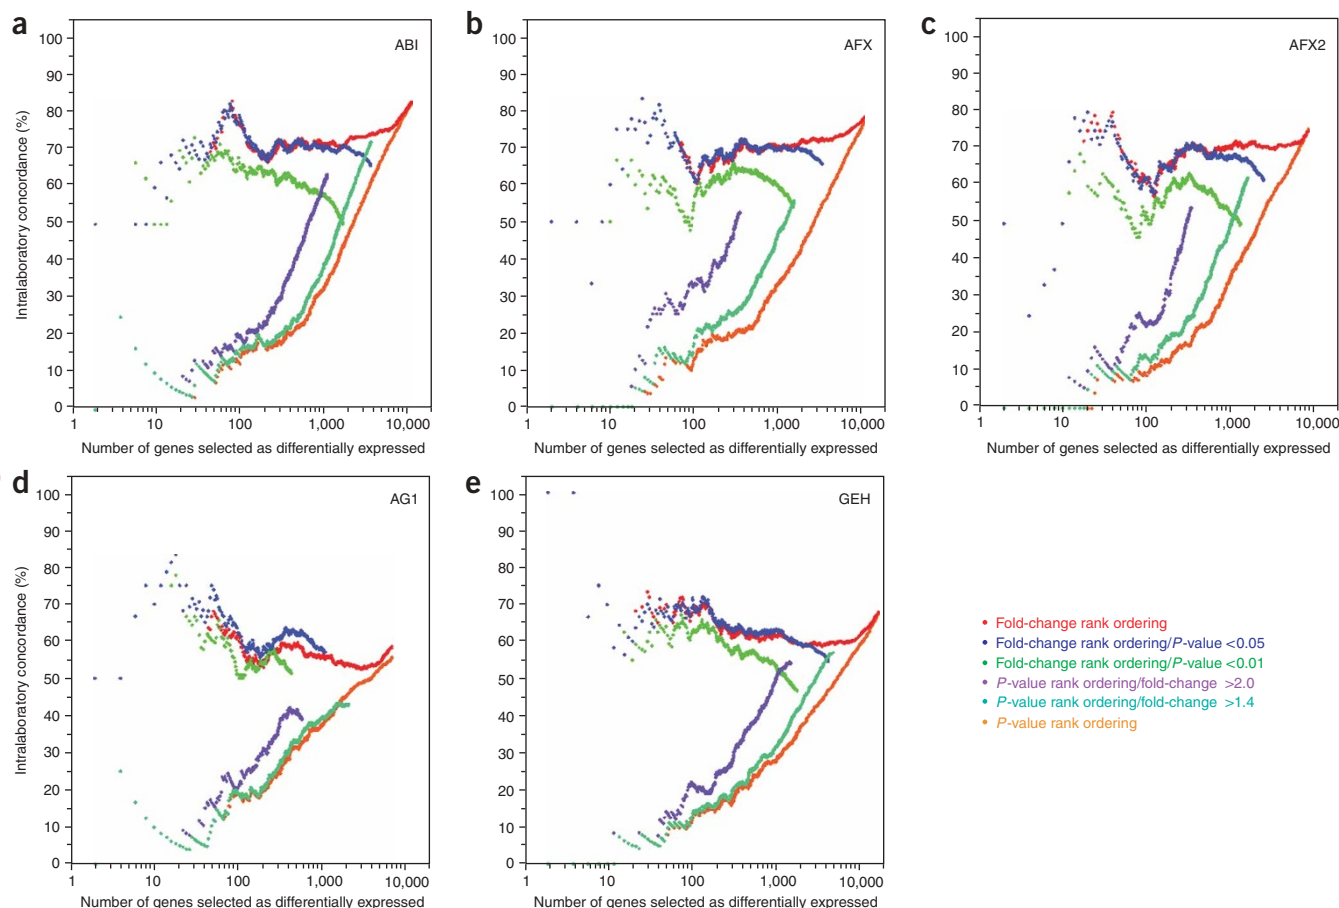 a
ABI
100
90
80
70
60
50
40
30
20
10
0
Intralaboratory concordance (%)
1 10 100 1,000 10,000
Number of genes selected as differentially expressed
b
AFX
100
90
80
70
60
50
40
30
20
10
0
1 10 100 1,000 10,000
Number of genes selected as differentially expressed
c
AFX2
100
90
80
70
60
50
40
30
20
10
0
1 10 100 1,000 10,000
Number of genes selected as differentially expressed
d
AG1
100
90
80
70
60
50
40
30
20
10
0
Intralaboratory concordance (%)
1 10 100 1,000 10,000
Number of genes selected as differentially expressed
e
GEH
100
90
80
70
60
50
40
30
20
10
0
1 10 100 1,000 10,000
Number of genes selected as differentially expressed
Fold-change rank ordering
Fold-change rank ordering/P-value <0.05
Fold-change rank ordering/P-value <0.01
P-value rank ordering/fold-change >2.0
P-value rank ordering/fold-change >1.4
P-value rank ordering